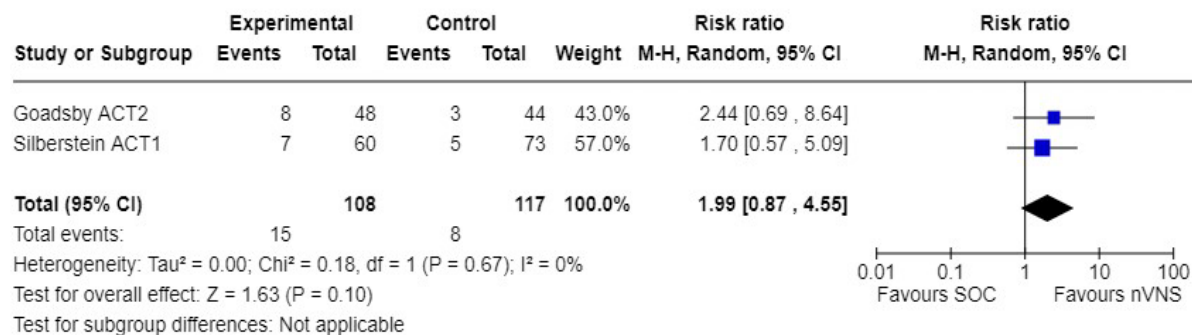 Experimental Control Risk ratio Risk ratio
Study or Subgroup Events Total Events Total Weight M-H, Random, 95% CI M-H, Random, 95% CI
Goadsby ACT2 8 48 3 44 43.0% 2.44 [0.69 , 8.64]
Silberstein ACT1 7 60 5 73 57.0% 1.70 [0.57 , 5.09]
Total (95% CI) 108 117 100.0% 1.99 [0.87 , 4.55]
Total events: 15 8
Heterogeneity: Tau² = 0.00; Chi² = 0.18, df = 1 (P = 0.67); I² = 0%
Test for overall effect: Z = 1.63 (P = 0.10)
Test for subgroup differences: Not applicable
0.01 0.1 1 10 100
Favours SOC Favours nVNS